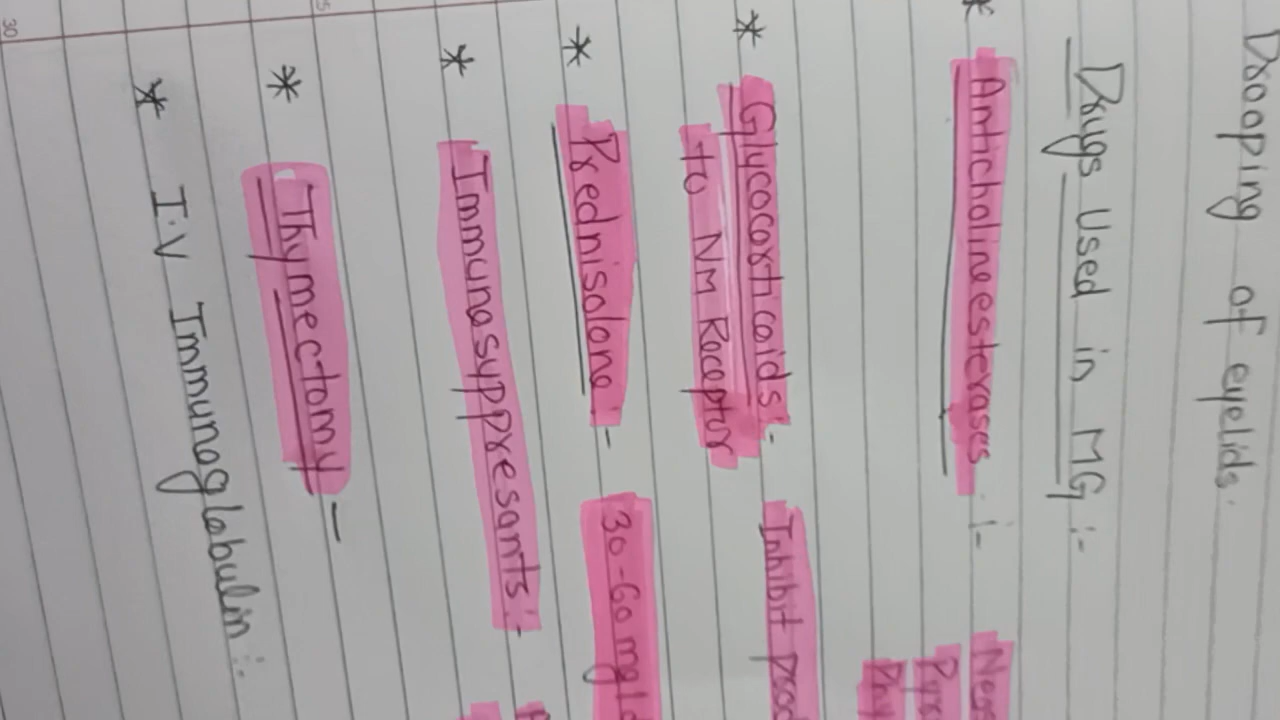 Drooping of eyelids.
Drugs Used in MG :-
* Anticholineesterases :-
* Glycocorticoids :- Inhibit
to NM Receptor
* Prednisolone :- 30-60 mg/d
* Immunosuppresants :-
* Thymectomy -
* I.V Immunoglobulin :-